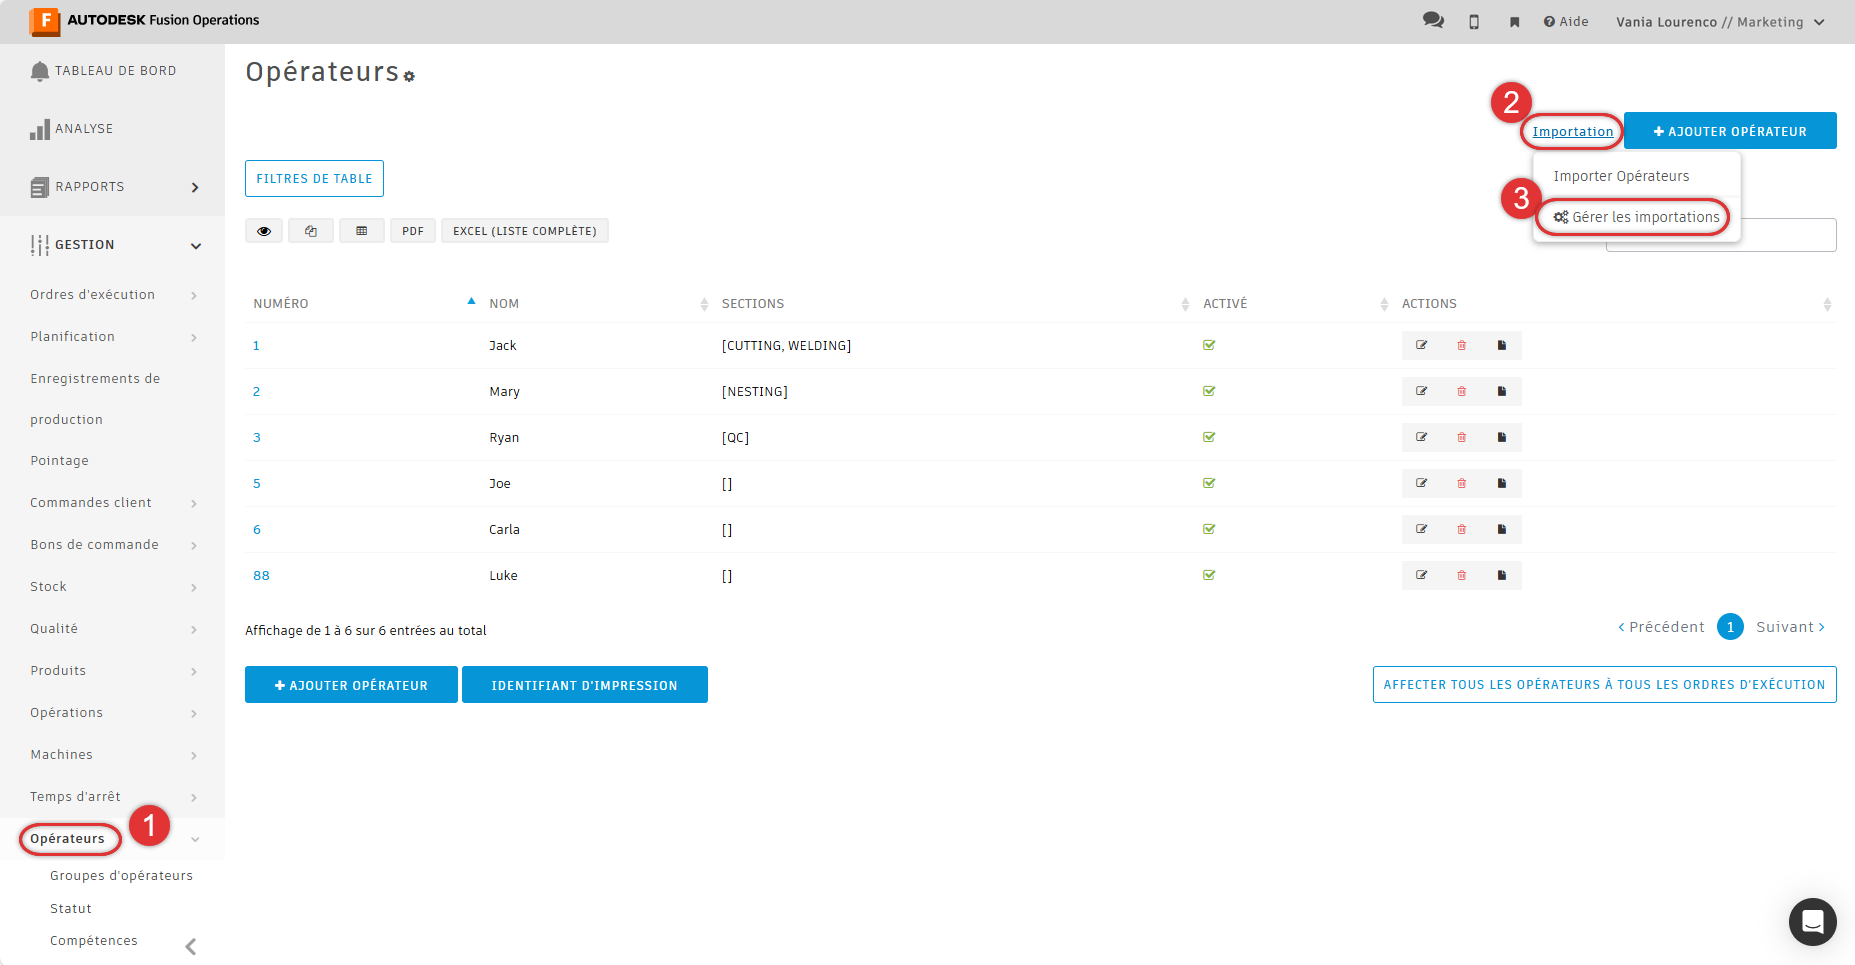 F AUTODESK Fusion Operations
Aide
Vania Lourenco // Marketing
TABLEAU DE BORD
ANALYSE
RAPPORTS
GESTION
Ordres d'exécution
Planification
Enregistrements de
production
Pointage
Commandes client
Bons de commande
Stock
Qualité
Produits
Opérations
Machines
Temps d'arrêt
Opérateurs
1
Groupes d'opérateurs
Statut
Compétences
Opérateurs
2
Importation
+ AJOUTER OPÉRATEUR
Importer Opérateurs
3
Gérer les importations
FILTRES DE TABLE
PDF
EXCEL (LISTE COMPLÈTE)
NUMÉRO NOM SECTIONS ACTIVÉ ACTIONS
1 Jack [CUTTING, WELDING]
2 Mary [NESTING]
3 Ryan [QC]
5 Joe []
6 Carla []
88 Luke []
Affichage de 1 à 6 sur 6 entrées au total
< Précédent 1 Suivant >
+ AJOUTER OPÉRATEUR
IDENTIFIANT D'IMPRESSION
AFFECTER TOUS LES OPÉRATEURS À TOUS LES ORDRES D'EXÉCUTION